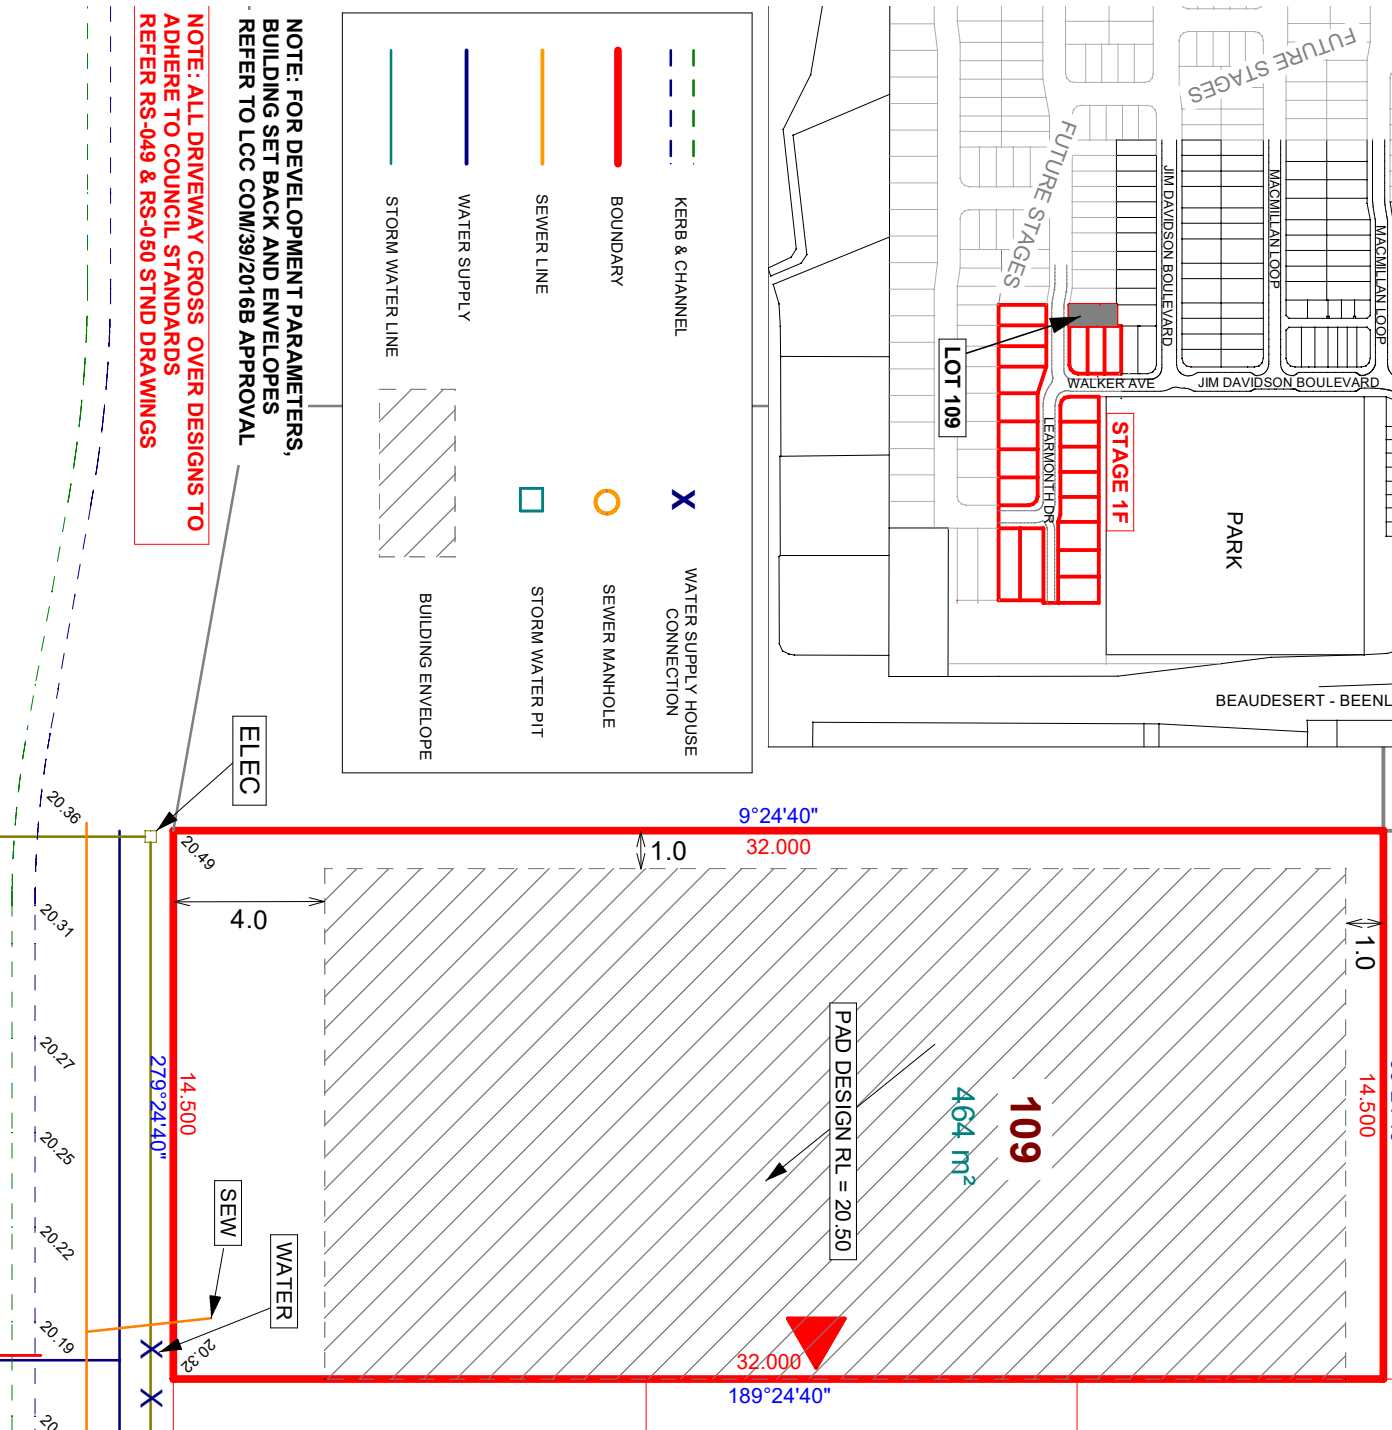 NOTE: FOR DEVELOPMENT PARAMETERS,
BUILDING SET BACK AND ENVELOPES
REFER TO LCC COM/39/2016B APPROVAL
NOTE: ALL DRIVEWAY CROSS OVER DESIGNS TO
ADHERE TO COUNCIL STANDARDS
REFER RS-049 & RS-050 STND DRAWINGS
KERB & CHANNEL
BOUNDARY
SEWER LINE
WATER SUPPLY
STORM WATER LINE
X
WATER SUPPLY HOUSE
CONNECTION
SEWER MANHOLE
STORM WATER PIT
BUILDING ENVELOPE
FUTURE STAGES
FUTURE STAGES
JIM DAVIDSON BOULEVARD
MACMILLAN LOOP
MACMILLAN LOOP
WALKER AVE
JIM DAVIDSON BOULEVARD
LOT 109
LEARMONTH DR
STAGE 1F
PARK
BEAUDESERT - BEENL
ELEC
9°24'40"
32.000
1.0
4.0
1.0
20.49
20.36
20.31
20.27
20.25
20.22
20.19
20.32
279°24'40"
14.500
14.500
109
464 m²
PAD DESIGN RL = 20.50
SEW
WATER
X
X
32.000
189°24'40"